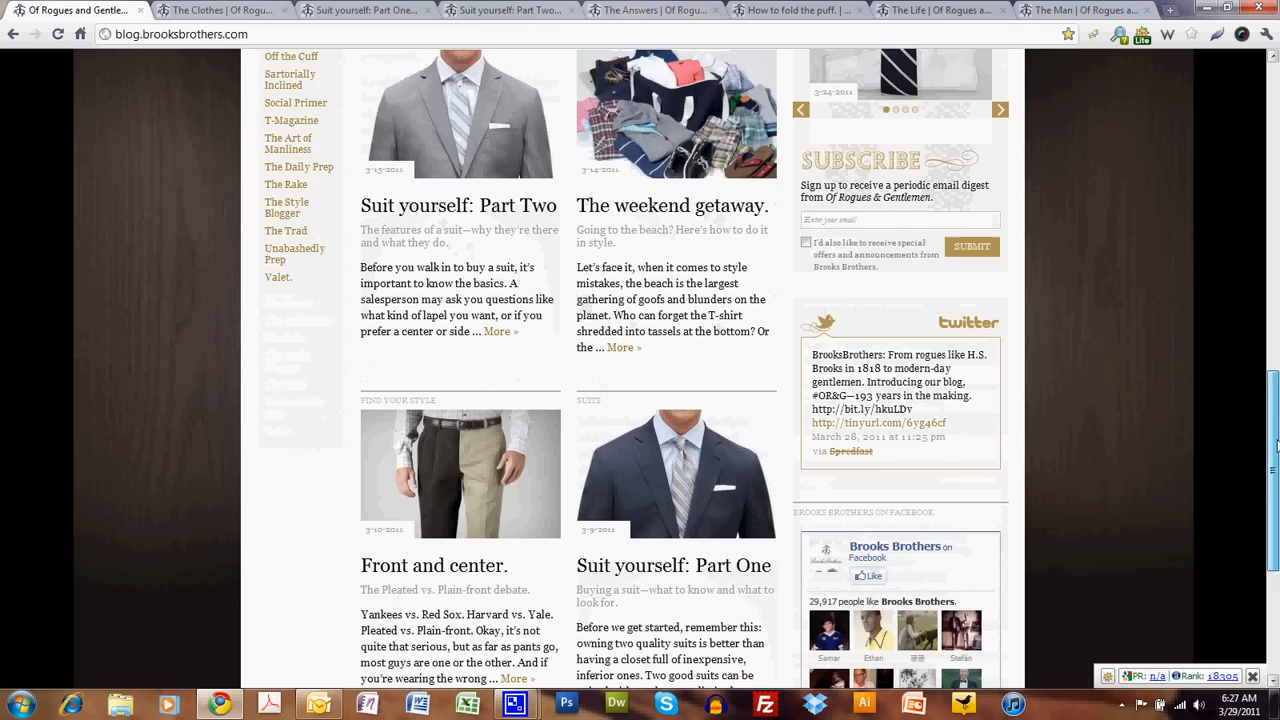 Of Rogues and Gentle...
The Clothes | Of Rogu...
Suit yourself: Part One...
Suit yourself: Part Two...
The Answers | Of Rogu...
How to fold the puff. | ...
The Life | Of Rogues a...
The Man | Of Rogues a...
blog.brooksbrothers.com
Lite
Off the Cuff
Sartorially
Inclined
Social Primer
T-Magazine
The Art of
Manliness
The Daily Prep
The Rake
The Style
Blogger
The Trad
Unabashedly
Prep
Valet.
3-15-2011
Suit yourself: Part Two
The features of a suit—why they're there
and what they do.
Before you walk in to buy a suit, it's
important to know the basics. A
salesperson may ask you questions like
what kind of lapel you want, or if you
prefer a center or side ... More »
3-14-2011
The weekend getaway.
Going to the beach? Here's how to do it
in style.
Let's face it, when it comes to style
mistakes, the beach is the largest
gathering of goofs and blunders on the
planet. Who can forget the T-shirt
shredded into tassels at the bottom? Or
the ... More »
FIND YOUR STYLE
3-10-2011
Front and center.
The Pleated vs. Plain-front debate.
Yankees vs. Red Sox. Harvard vs. Yale.
Pleated vs. Plain-front. Okay, it's not
quite that serious, but as far as pants go,
most guys are one or the other. And if
you're wearing the wrong ... More »
SUITS
3-9-2011
Suit yourself: Part One
Buying a suit—what to know and what to
look for.
Before we get started, remember this:
owning two quality suits is better than
having a closet full of inexpensive,
inferior ones. Two good suits can be
3-24-2011
SUBSCRIBE
Sign up to receive a periodic email digest
from Of Rogues & Gentlemen.
Enter your email
I'd also like to receive special
offers and announcements from
Brooks Brothers.
SUBMIT
twitter
BrooksBrothers: From rogues like H.S.
Brooks in 1818 to modern-day
gentlemen. Introducing our blog,
#OR&G—193 years in the making.
http://bit.ly/hkuLDv
http://tinyurl.com/6yg46cf
March 28, 2011 at 11:25 pm
via Spredfast
BROOKS BROTHERS ON FACEBOOK
Brooks Brothers on
Facebook
Like
29,917 people like Brooks Brothers.
Samar
Ethan
Stefán
PR: n/a
Rank: 18305
Ps
Dw
Ai
6:27 AM
3/29/2011